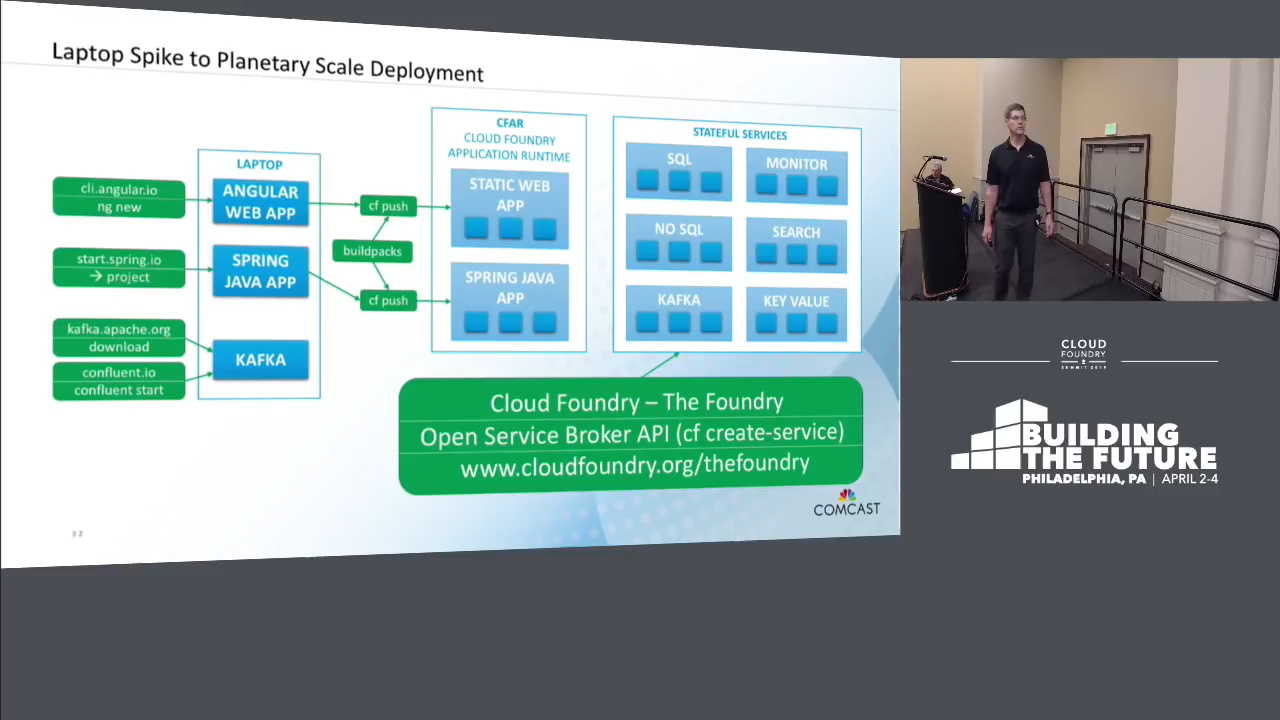 Laptop Spike to Planetary Scale Deployment
LAPTOP
cli.angular.io
ng new
ANGULAR
WEB APP
start.spring.io
→ project
SPRING
JAVA APP
kafka.apache.org
download
confluent.io
confluent start
KAFKA
cf push
buildpacks
cf push
CFAR
CLOUD FOUNDRY
APPLICATION RUNTIME
STATIC WEB
APP
SPRING JAVA
APP
STATEFUL SERVICES
SQL
MONITOR
NO SQL
SEARCH
KAFKA
KEY VALUE
Cloud Foundry – The Foundry
Open Service Broker API (cf create-service)
www.cloudfoundry.org/thefoundry
COMCAST
32
CLOUD
FOUNDRY
SUMMIT 2019
BUILDING
THE FUTURE
PHILADELPHIA, PA | APRIL 2-4